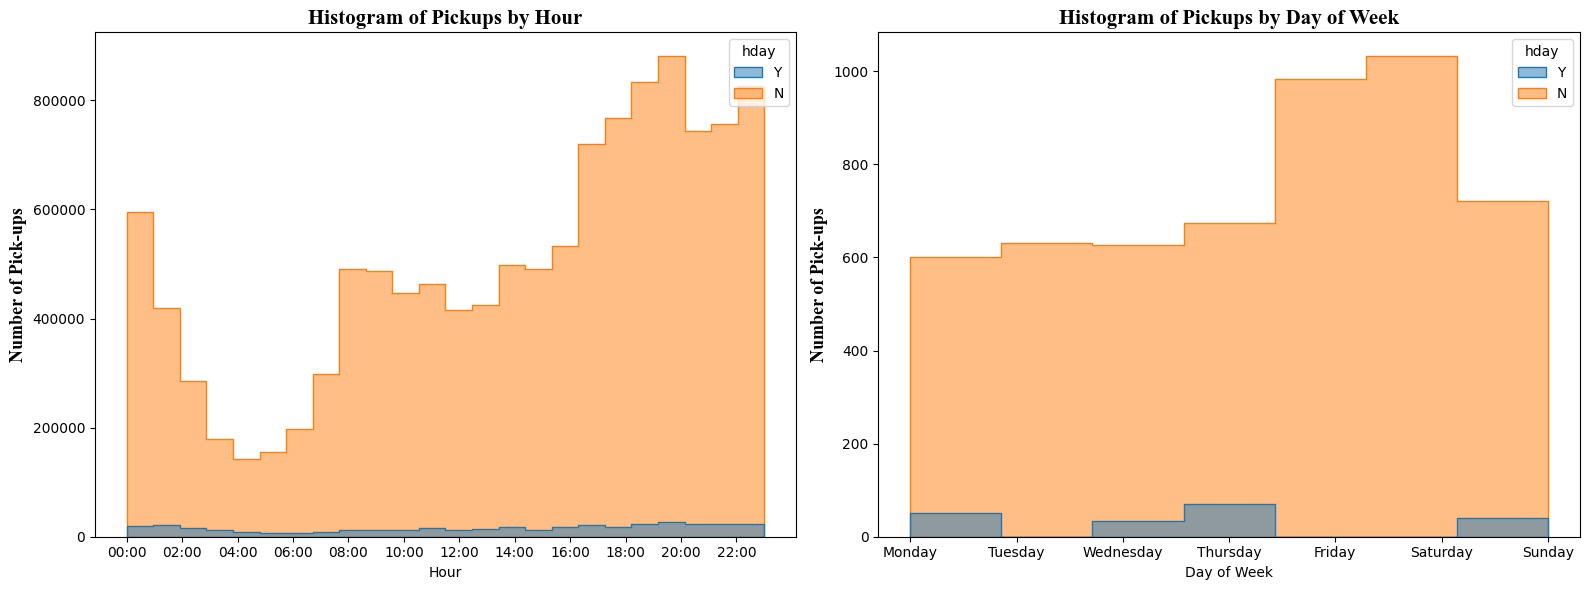 Histogram of Pickups by Hour
Number of Pick-ups
800000
600000
400000
200000
0
00:00 02:00 04:00 06:00 08:00 10:00 12:00 14:00 16:00 18:00 20:00 22:00
Hour
hday
Y
N
Histogram of Pickups by Day of Week
Number of Pick-ups
1000
800
600
400
200
0
Monday Tuesday Wednesday Thursday Friday Saturday Sunday
Day of Week
hday
Y
N